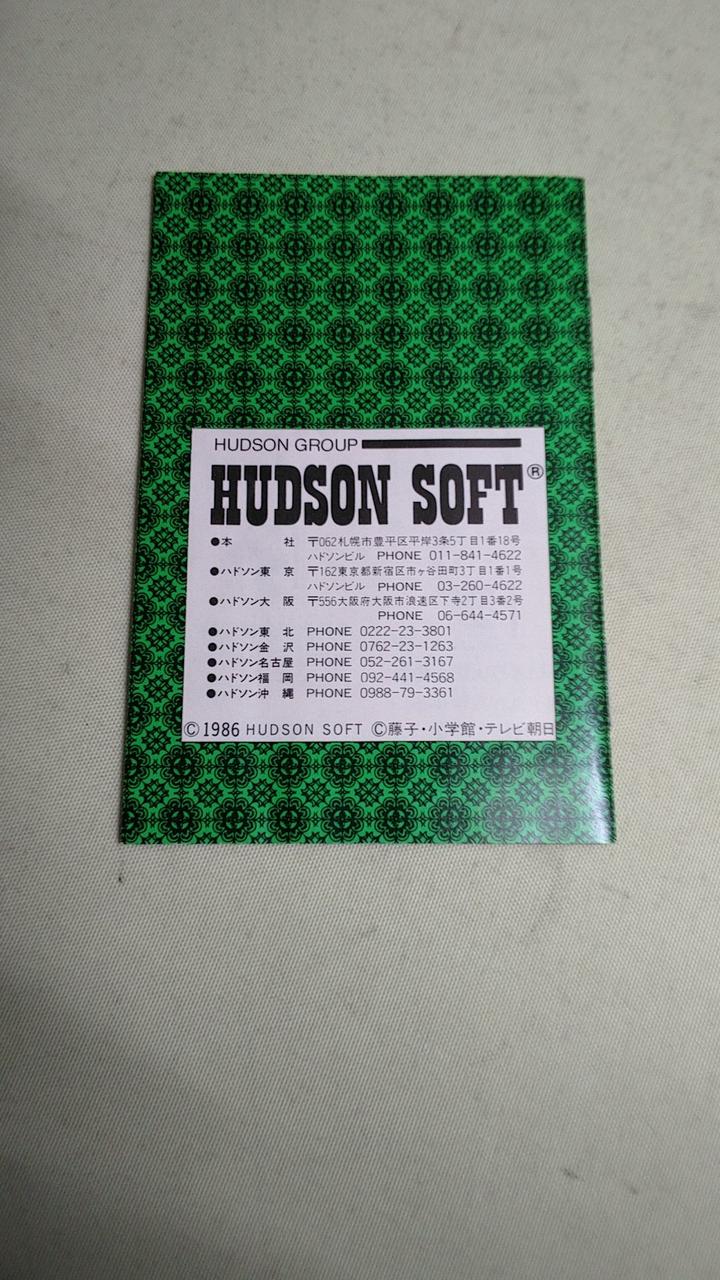 HUDSON GROUP
HUDSON SOFT®
●本 社 〒062札幌市豊平区平岸3条5丁目1番18号
ハドソンビル PHONE 011-841-4622
●ハドソン東 京 〒162東京都新宿区市ヶ谷田町3丁目1番1号
ハドソンビル PHONE 03-260-4622
●ハドソン大 阪 〒556大阪府大阪市浪速区下寺2丁目3番2号
PHONE 06-644-4571
●ハドソン東 北 PHONE 0222-23-3801
●ハドソン金 沢 PHONE 0762-23-1263
●ハドソン名古屋 PHONE 052-261-3167
●ハドソン福 岡 PHONE 092-441-4568
●ハドソン沖 縄 PHONE 0988-79-3361
©1986 HUDSON SOFT ©藤子・小学館・テレビ朝日